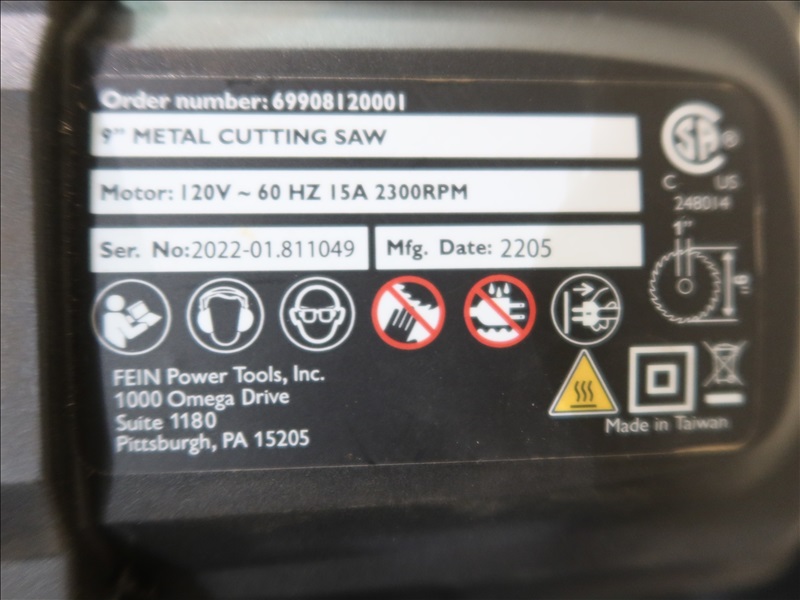 Order number: 69908120001
9" METAL CUTTING SAW
Motor: 120V ~ 60 HZ 15A 2300RPM
Ser. No:2022-01.811049 Mfg. Date: 2205
SA ®
C US
248014
1"
9"
FEIN Power Tools, Inc.
1000 Omega Drive
Suite 1180
Pittsburgh, PA 15205
Made in Taiwan